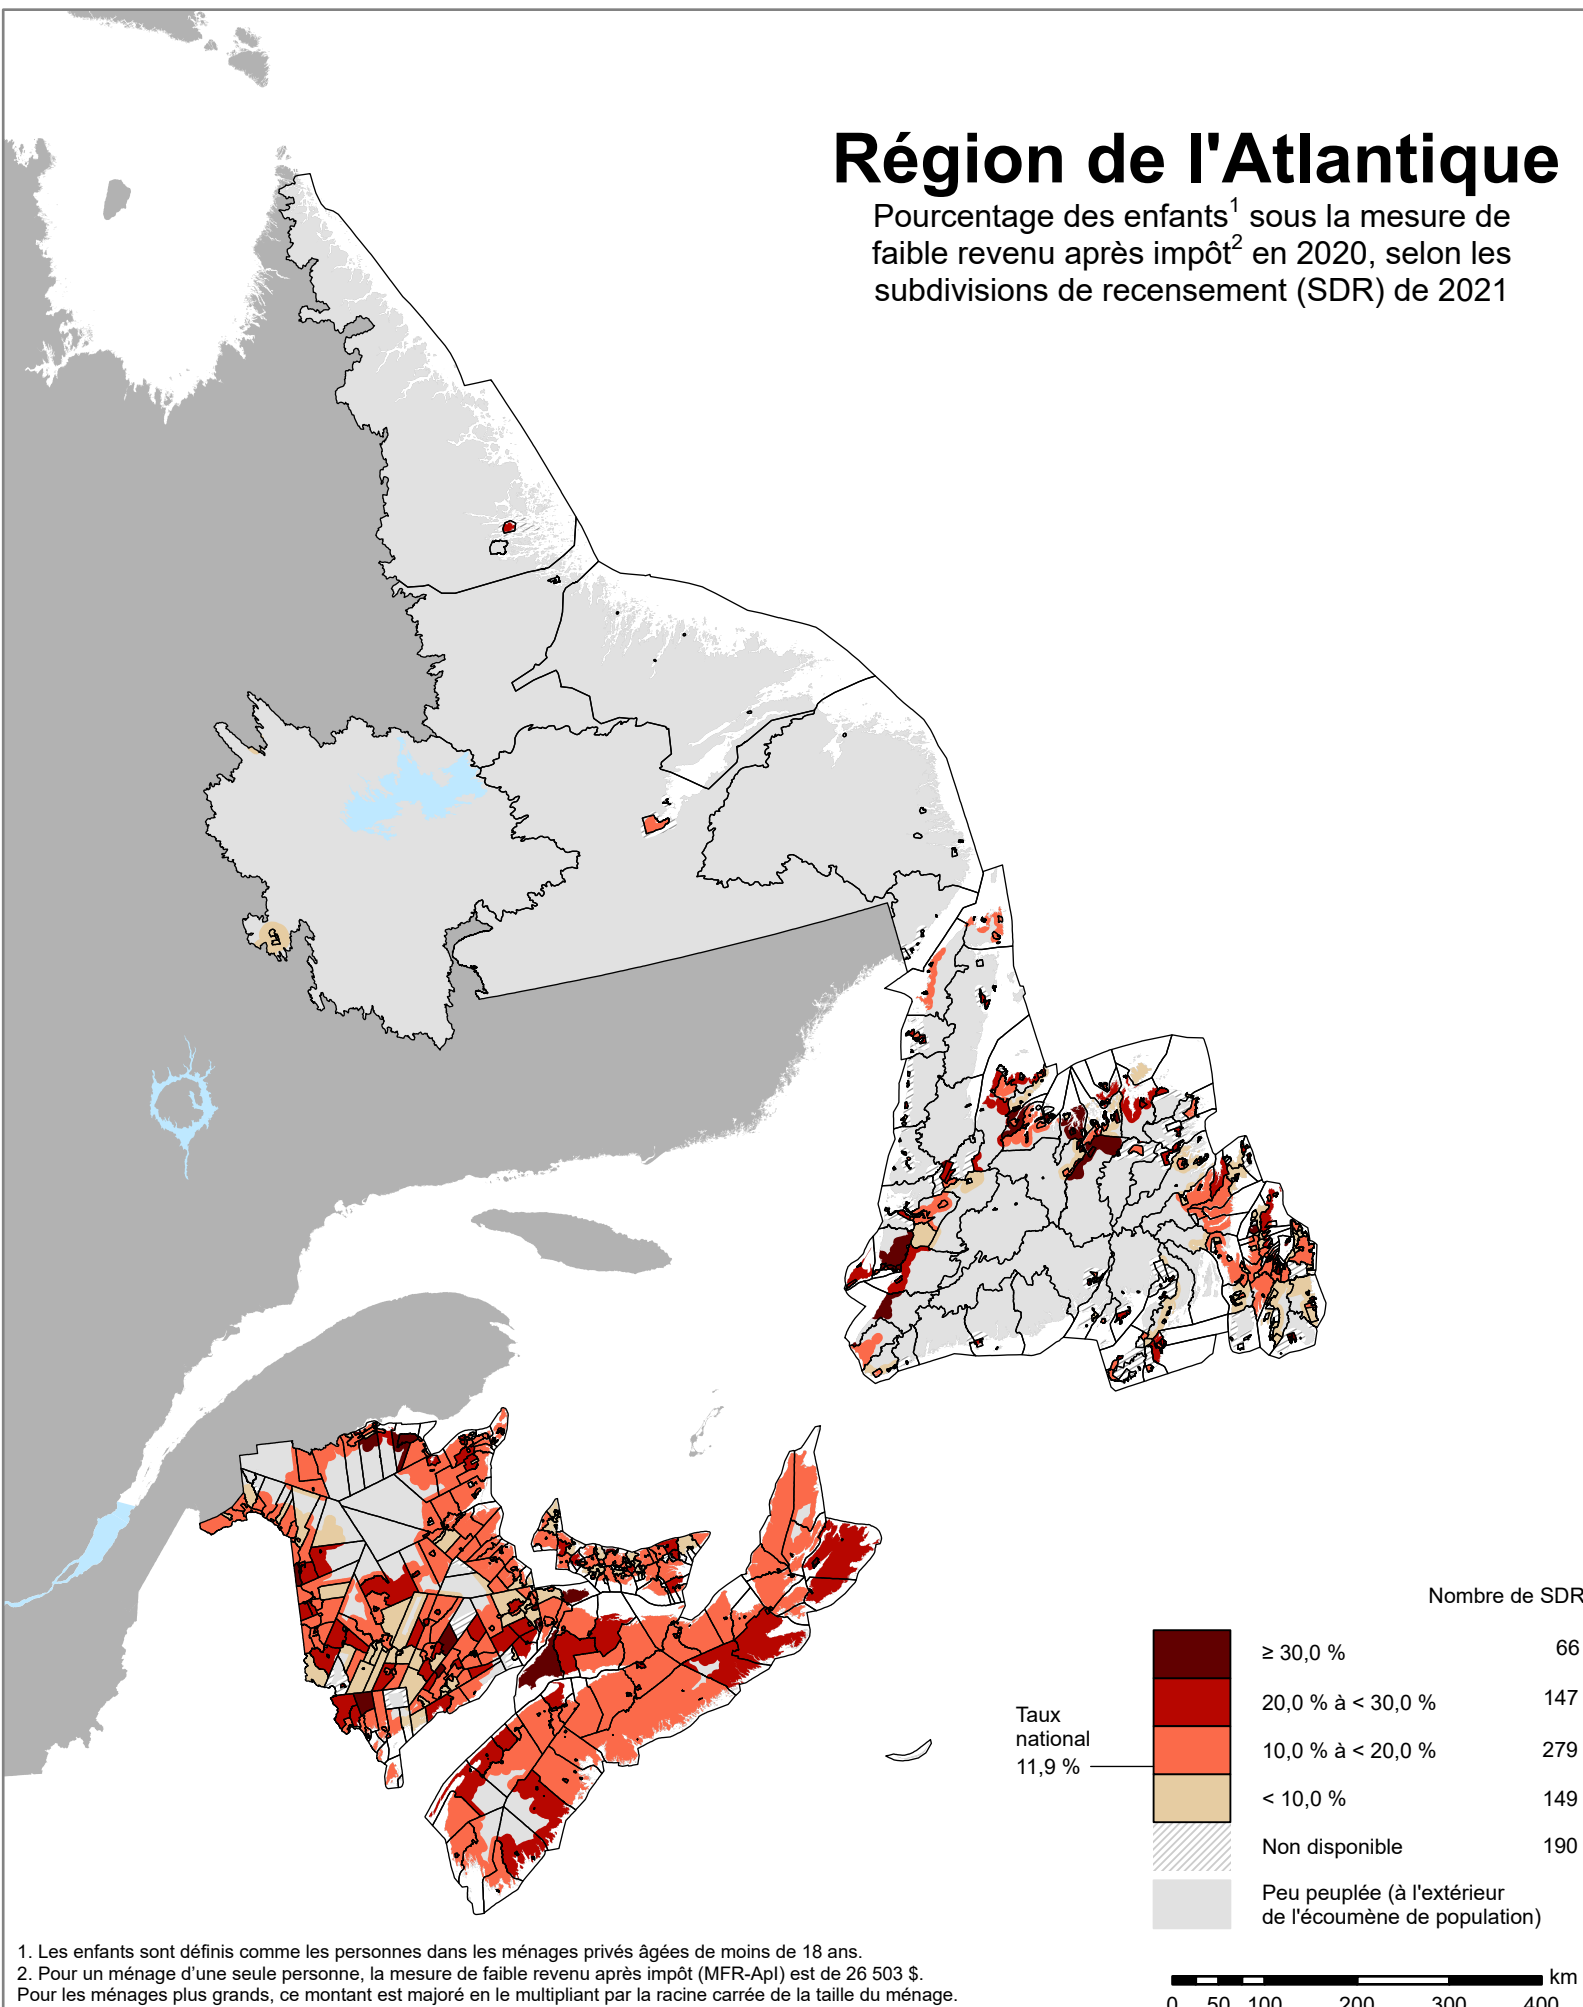 Région de l'Atlantique
Pourcentage des enfants1 sous la mesure de
faible revenu après impôt2 en 2020, selon les
subdivisions de recensement (SDR) de 2021
Nombre de SDR
≥ 30,0 % 66
20,0 % à < 30,0 % 147
Taux
national
11,9 %
10,0 % à < 20,0 % 279
< 10,0 % 149
Non disponible 190
Peu peuplée (à l'extérieur
de l'écoumène de population)
1. Les enfants sont définis comme les personnes dans les ménages privés âgées de moins de 18 ans.
2. Pour un ménage d’une seule personne, la mesure de faible revenu après impôt (MFR-ApI) est de 26 503 $.
Pour les ménages plus grands, ce montant est majoré en le multipliant par la racine carrée de la taille du ménage.
km
0 50 100 200 300 400